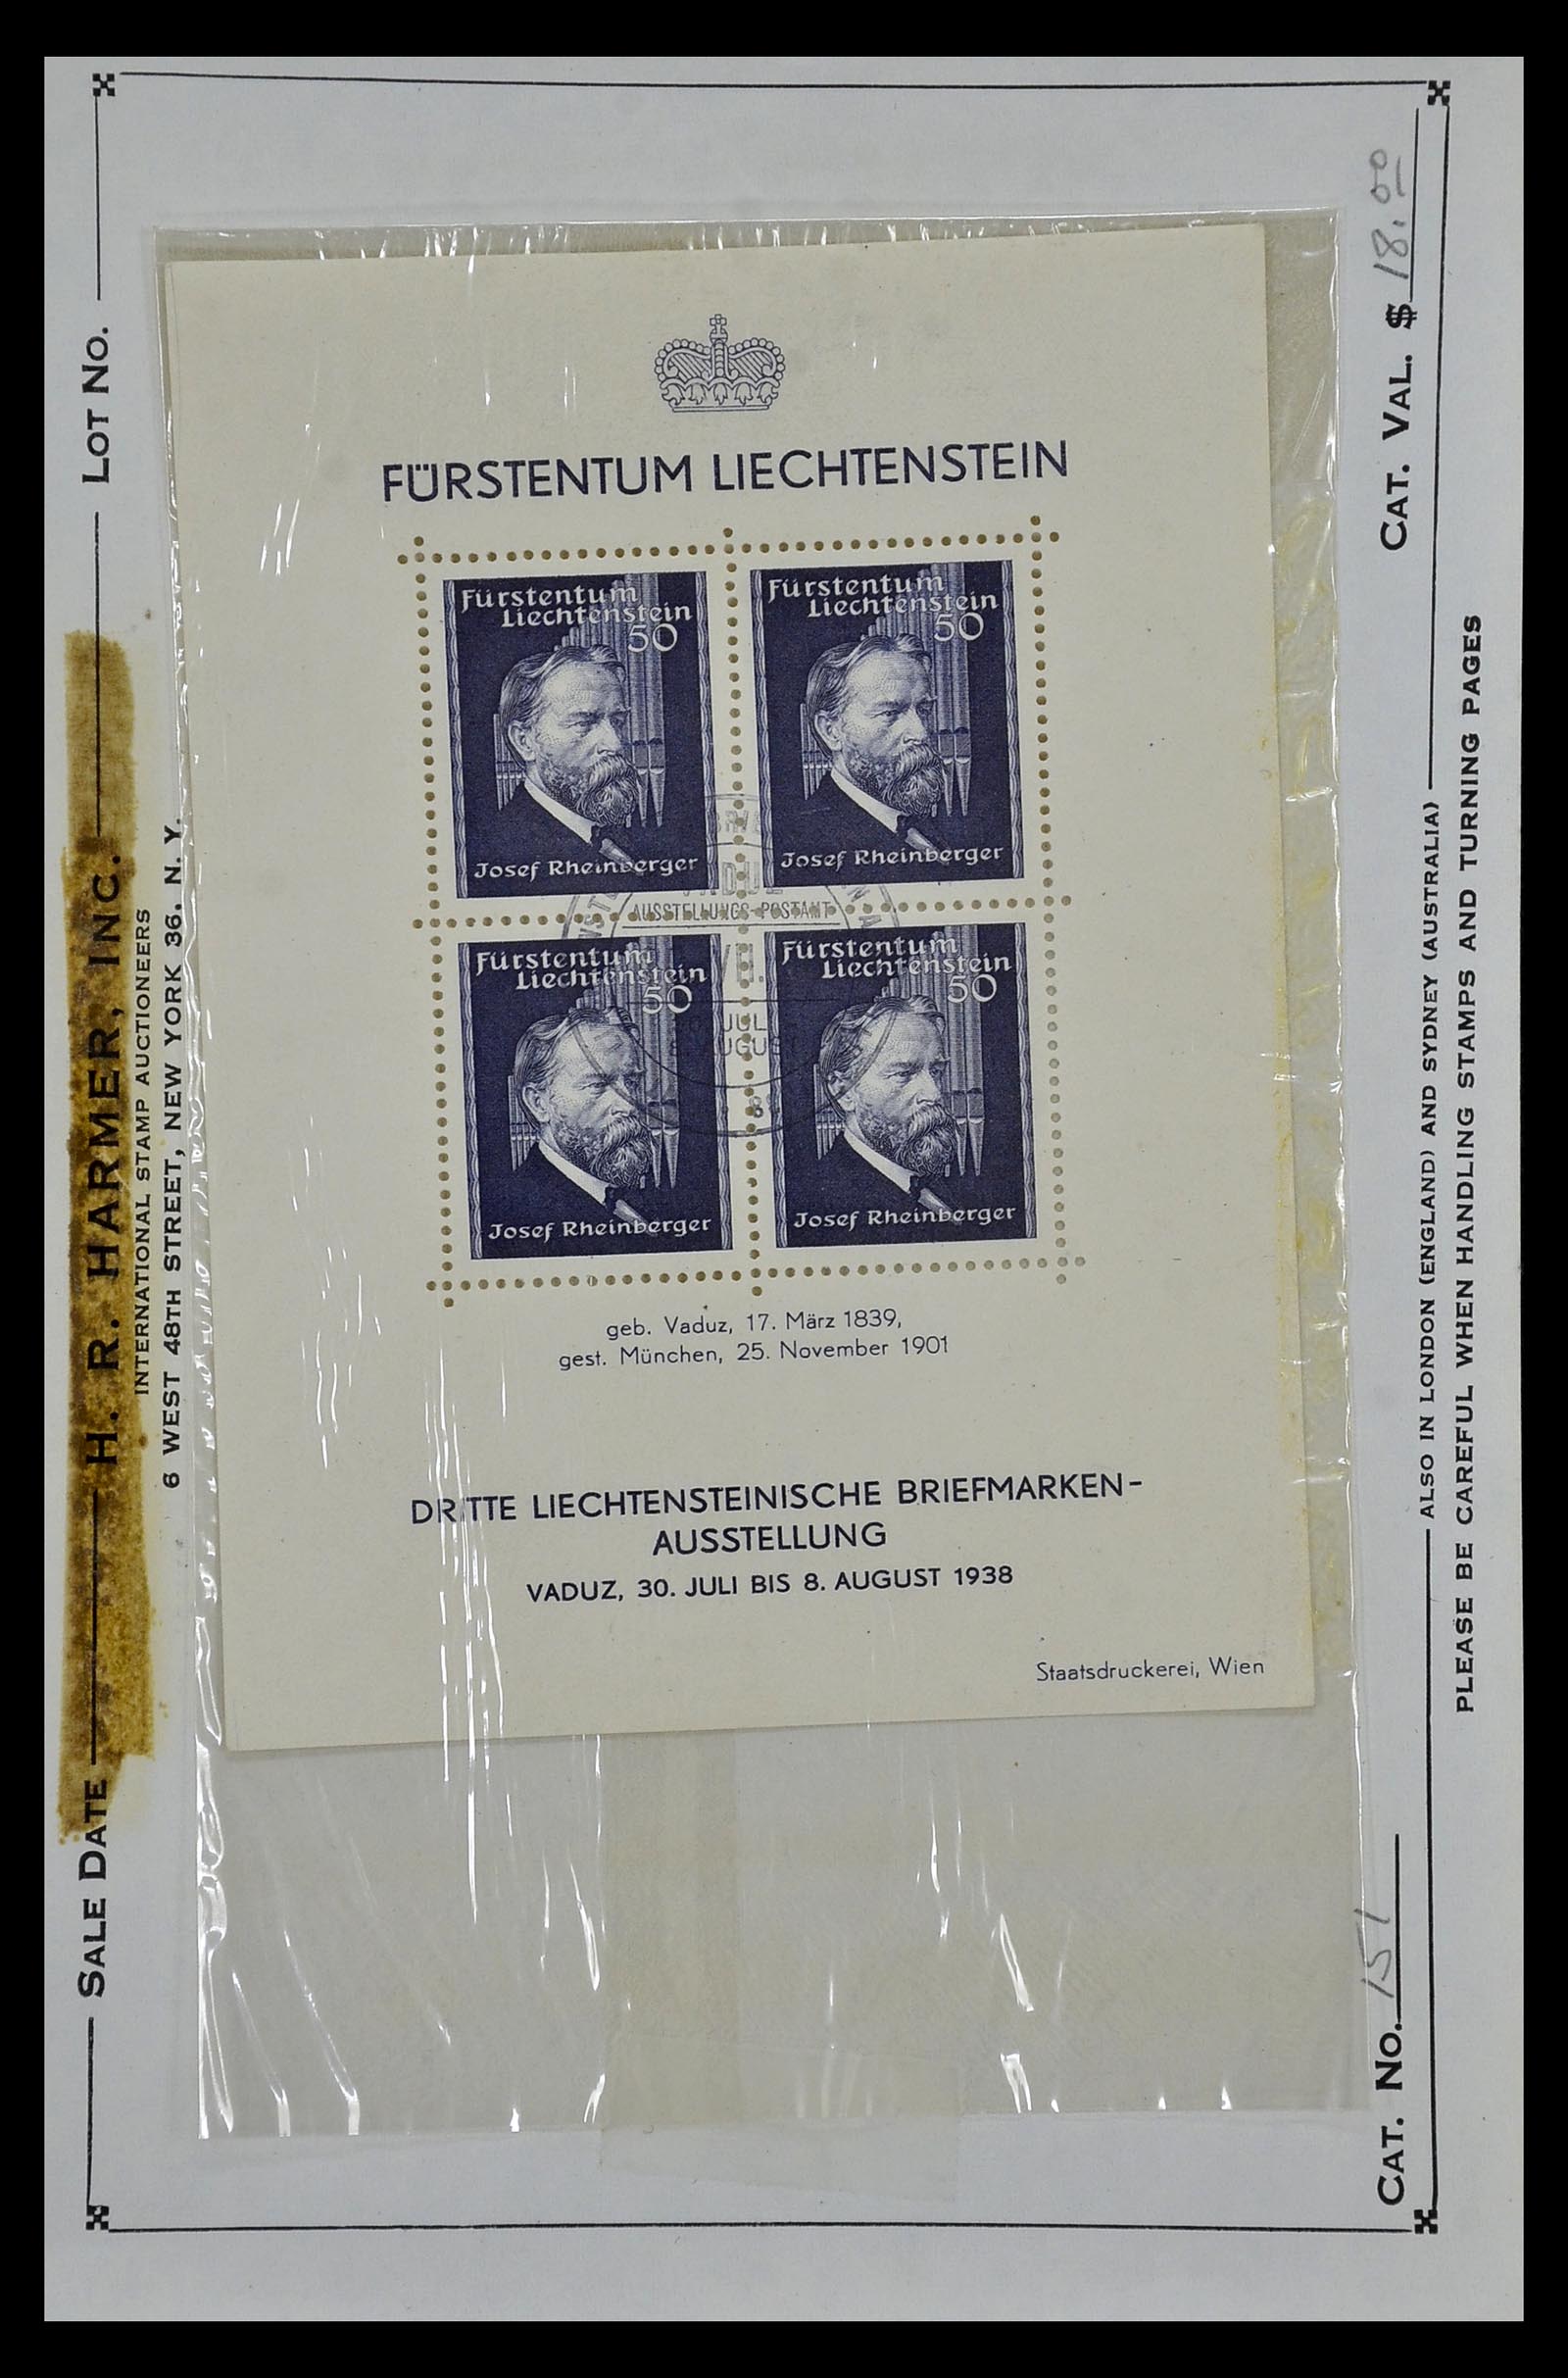 SALE DATE H. R. HARMER, INC. LOT NO.
INTERNATIONAL STAMP AUCTIONEERS
6 WEST 48TH STREET, NEW YORK 36, N. Y.
FÜRSTENTUM LIECHTENSTEIN
Fürstentum
Liechtenstein
50
Josef Rheinberger
Fürstentum
Liechtenstein
50
Josef Rheinberger
AUSSTELLUNGS-POSTAMT
Fürstentum
Liechtenstein
50
Josef Rheinberger
Fürstentum
Liechtenstein
50
Josef Rheinberger
JULI
AUGUST
geb. Vaduz, 17. März 1839,
gest. München, 25. November 1901
DRITTE LIECHTENSTEINISCHE BRIEFMARKEN-
AUSSTELLUNG
VADUZ, 30. JULI BIS 8. AUGUST 1938
Staatsdruckerei, Wien
CAT. NO. 151 CAT. VAL. $ 18.00
ALSO IN LONDON (ENGLAND) AND SYDNEY (AUSTRALIA)
PLEASE BE CAREFUL WHEN HANDLING STAMPS AND TURNING PAGES